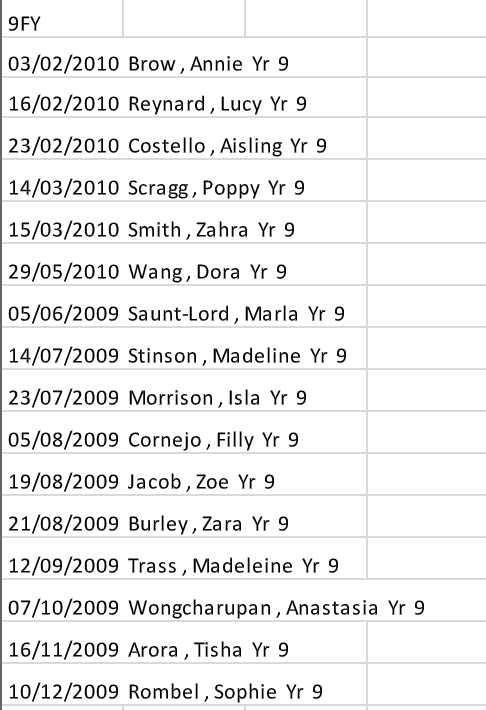 9FY
03/02/2010 Brow , Annie Yr 9
16/02/2010 Reynard , Lucy Yr 9
23/02/2010 Costello , Aisling Yr 9
14/03/2010 Scragg , Poppy Yr 9
15/03/2010 Smith , Zahra Yr 9
29/05/2010 Wang , Dora Yr 9
05/06/2009 Saunt-Lord , Marla Yr 9
14/07/2009 Stinson , Madeline Yr 9
23/07/2009 Morrison , Isla Yr 9
05/08/2009 Cornejo , Filly Yr 9
19/08/2009 Jacob , Zoe Yr 9
21/08/2009 Burley , Zara Yr 9
12/09/2009 Trass , Madeleine Yr 9
07/10/2009 Wongcharupan , Anastasia Yr 9
16/11/2009 Arora , Tisha Yr 9
10/12/2009 Rombel , Sophie Yr 9